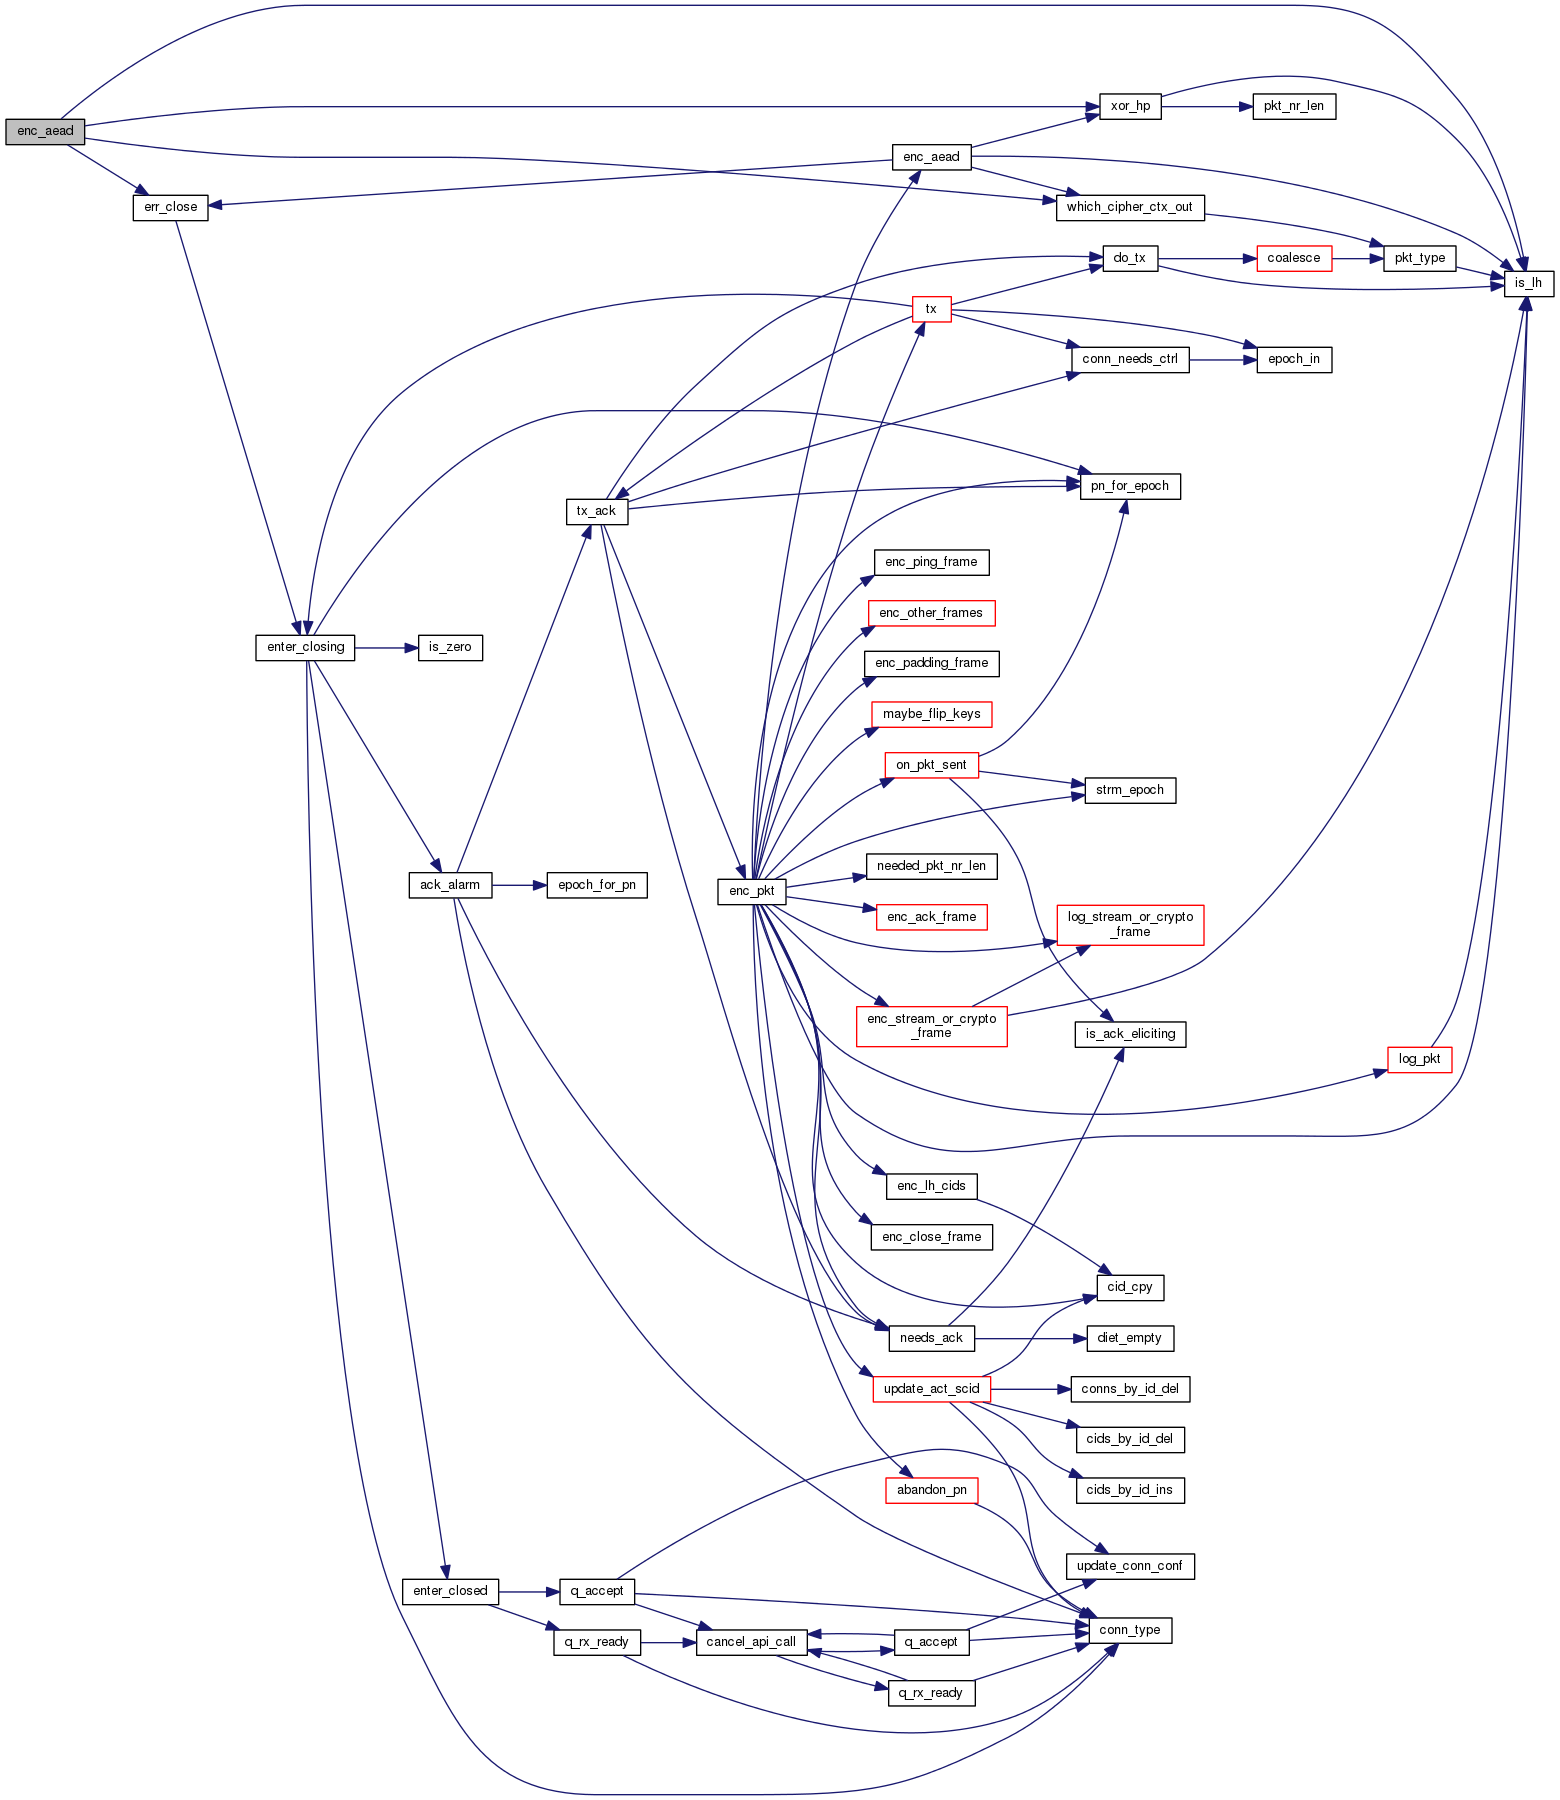 enc_aead
err_close
enter_closing
is_zero
ack_alarm
epoch_for_pn
enter_closed
tx_ack
q_accept
q_rx_ready
enc_pkt
cancel_api_call
enc_aead
tx
enc_ping_frame
enc_other_frames
enc_padding_frame
maybe_flip_keys
on_pkt_sent
needed_pkt_nr_len
enc_ack_frame
enc_stream_or_crypto
_frame
enc_lh_cids
enc_close_frame
needs_ack
update_act_scid
abandon_pn
q_accept
q_rx_ready
xor_hp
which_cipher_ctx_out
do_tx
conn_needs_ctrl
pn_for_epoch
strm_epoch
log_stream_or_crypto
_frame
is_ack_eliciting
cid_cpy
diet_empty
conns_by_id_del
cids_by_id_del
cids_by_id_ins
update_conn_conf
conn_type
pkt_nr_len
coalesce
epoch_in
pkt_type
log_pkt
is_lh